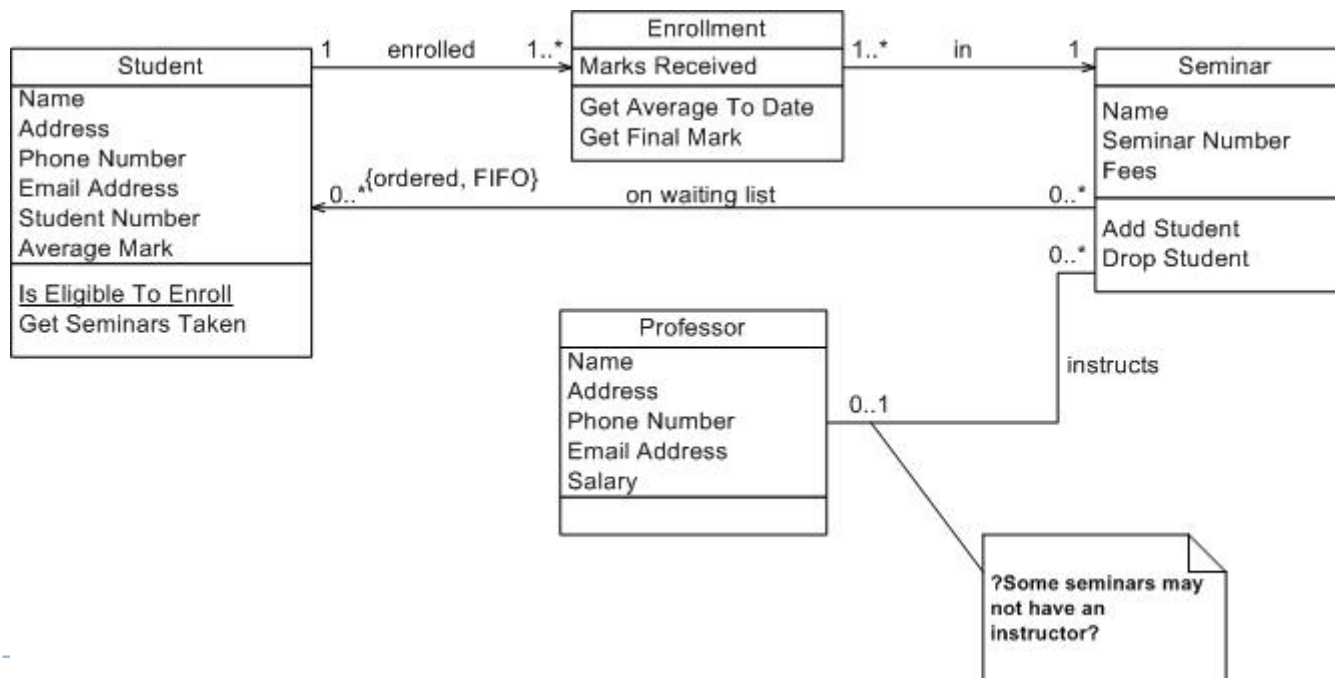 Student
Name
Address
Phone Number
Email Address
Student Number
Average Mark
Is Eligible To Enroll
Get Seminars Taken
1 enrolled 1..*
Enrollment
Marks Received
Get Average To Date
Get Final Mark
1..* in 1
Seminar
Name
Seminar Number
Fees
Add Student
Drop Student
0..* {ordered, FIFO} on waiting list 0..*
0..*
instructs
0..1
Professor
Name
Address
Phone Number
Email Address
Salary
?Some seminars may
not have an
instructor?